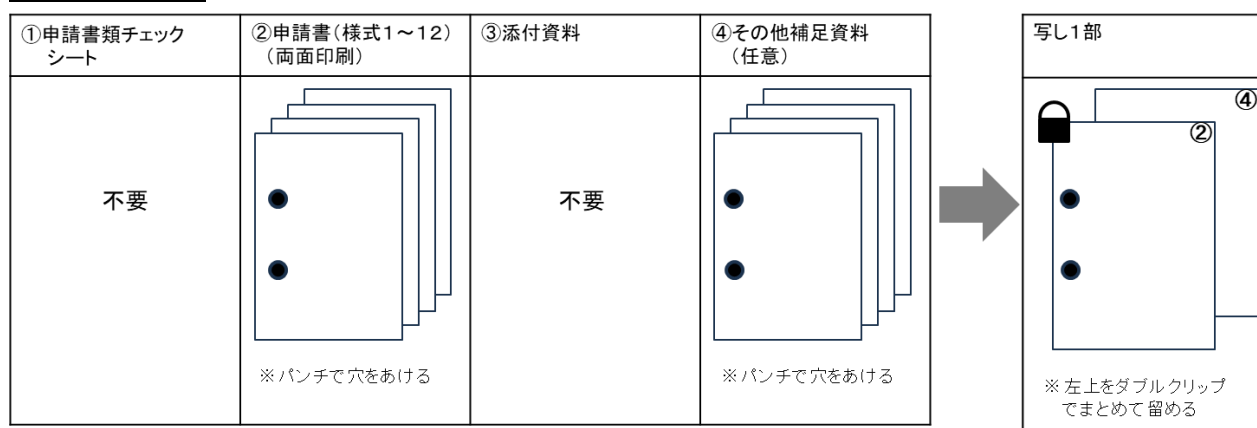 ①申請書類チェック
シート
②申請書（様式1～12）
（両面印刷）
③添付資料
④その他補足資料
（任意）
写し1部
不要
不要
④
②
※パンチで穴をあける
※パンチで穴をあける
※左上をダブルクリップ
でまとめて留める